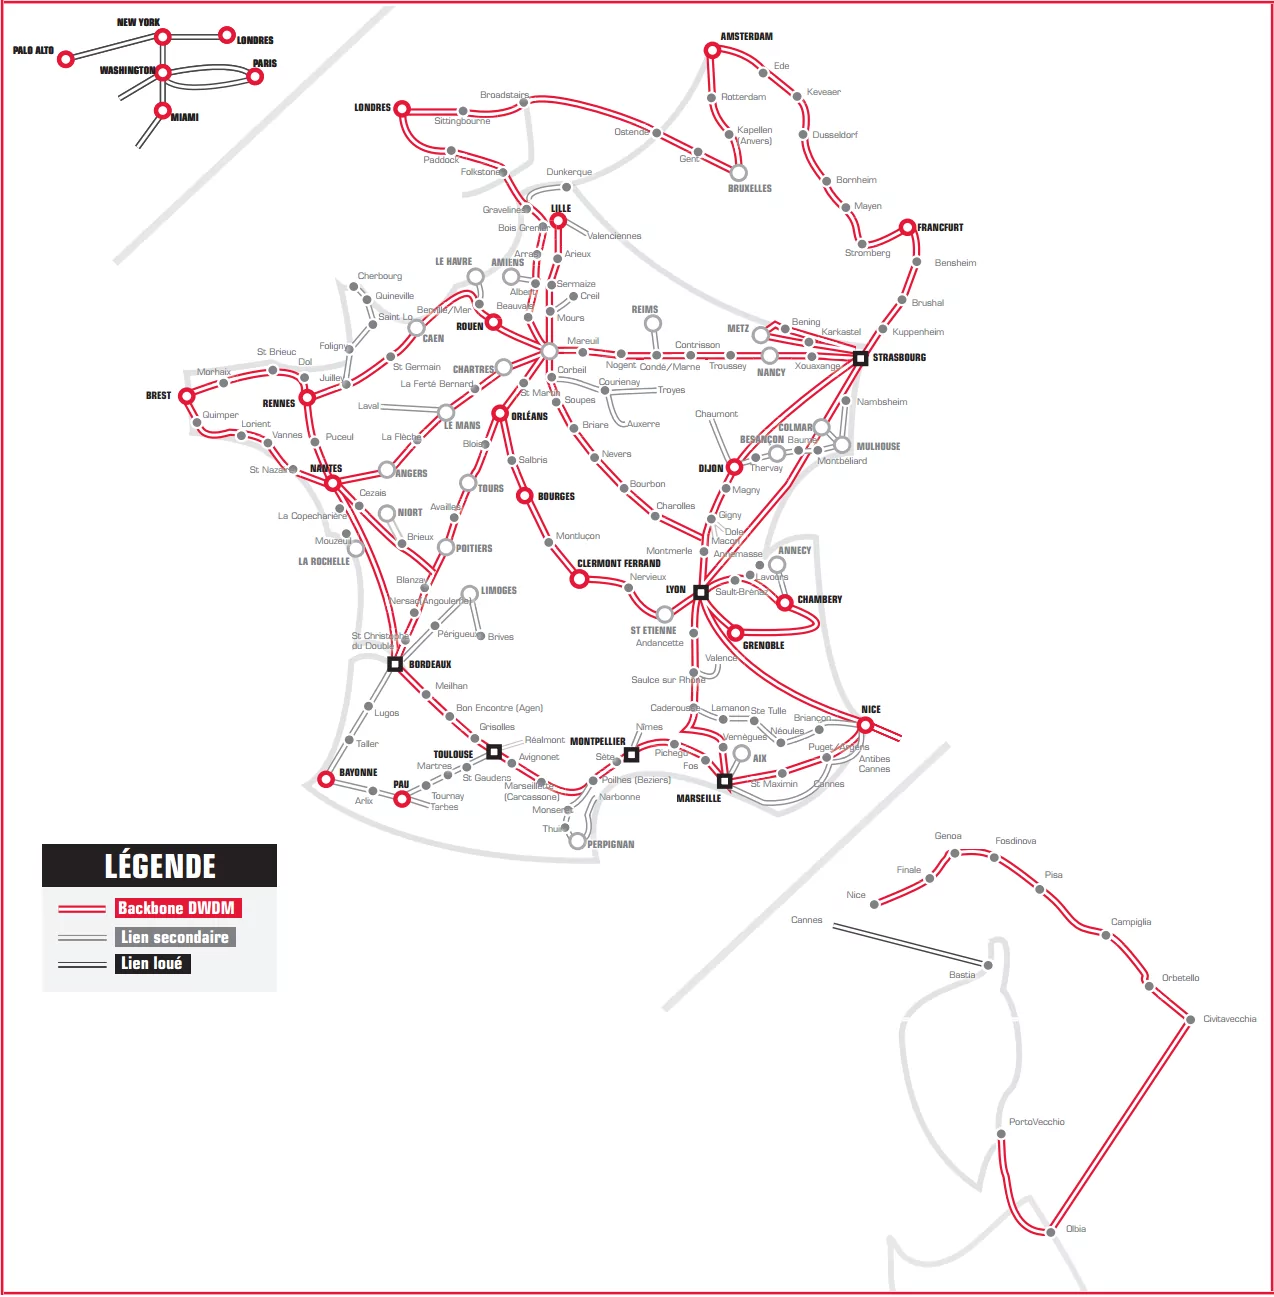 NEW YORK
LONDRES
PALO ALTO
PARIS
WASHINGTON
MIAMI
AMSTERDAM
Ede
Keveaer
Rotterdam
Broadstairs
LONDRES
Sittingbourne
Ostende
Kapellen
(Anvers)
Dusseldorf
Paddock
Gent
Folkstone
Dunkerque
BRUXELLES
Bornheim
Gravelines
LILLE
Mayen
Bois Grenier
Valenciennes
FRANCFURT
Stromberg
Arras
Arieux
LE HAVRE
AMIENS
Bensheim
Cherbourg
Sermaize
Albert
Creil
Quineville
Berville/Mer
Beauvais
Brushal
Saint Lo
Mours
REIMS
ROUEN
Bening
METZ
Karkastel
Kuppenheim
CAEN
Foligny
Mareuil
Contrisson
St Brieuc
Dol
St Germain
CHARTRES
Nogent
Condé/Marne
Troussey
NANCY
Xouaxange
STRASBOURG
Morhaix
Juilley
La Ferté Bernard
Corbeil
Courtenay
Troyes
BREST
RENNES
St Martin
Soupes
Nambsheim
Laval
Quimper
LE MANS
ORLÉANS
Chaumont
Lorient
Briare
Auxerre
COLMAR
Vannes
Puceul
La Flèche
Blois
BESANÇON
Baume
MULHOUSE
St Nazaire
NANTES
ANGERS
Salbris
Nevers
DIJON
Thervay
Montbéliard
TOURS
Bourbon
Magny
Cezais
BOURGES
La Copechanière
NIORT
Availles
Charolles
Gigny
Dole
Mouzeuil
Brieux
Montluçon
Macon
LA ROCHELLE
POITIERS
Montmerle
Annemasse
ANNECY
CLERMONT FERRAND
Blanzay
Nervieux
Lavours
LIMOGES
LYON
Sault-Brénaz
CHAMBERY
Nersac(Angouleme)
ST ETIENNE
St Christophe
du Double
Périgueux
Brives
Andancette
GRENOBLE
BORDEAUX
Valence
Meilhan
Saulce sur Rhône
Lugos
Bon Encontre (Agen)
Caderousse
Lamanon
Ste Tulle
NICE
Grisolles
Briançon
Taller
Réalmont
MONTPELLIER
Nîmes
Vernègues
Néoules
TOULOUSE
Avignonet
Sète
Pichegu
Puget/Argens
AIX
Antibes
Cannes
BAYONNE
Martres
St Gaudens
Fos
PAU
Marseillette
(Carcassone)
Poilhes (Beziers)
St Maximin
Cannes
Arlix
Tournay
Tarbes
Narbonne
MARSEILLE
Thuir
PERPIGNAN
LÉGENDE
Backbone DWDM
Lien secondaire
Lien loué
Genoa
Fosdinova
Finale
Pisa
Nice
Cannes
Campiglia
Bastia
Orbetello
Civitavecchia
PortoVecchio
Olbia